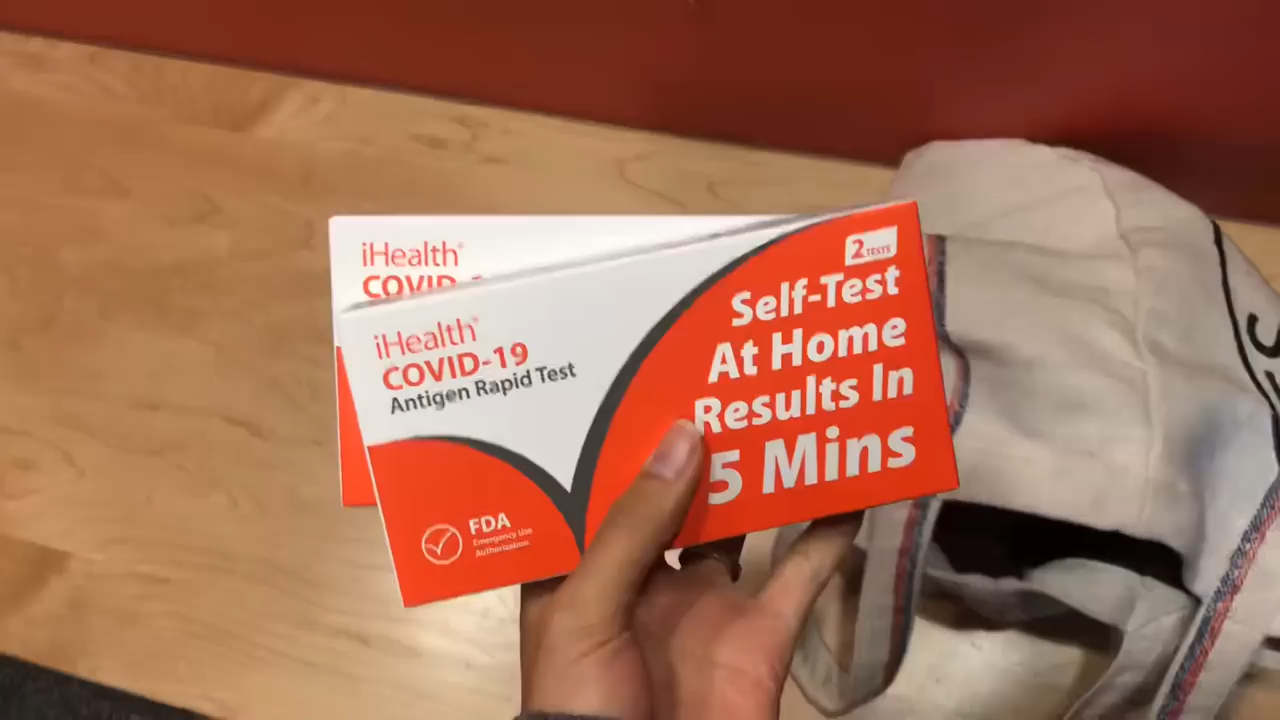 iHealth®
COVID-
iHealth®
COVID-19
Antigen Rapid Test
FDA
Emergency Use
Authorization
2 TESTS
Self-Test
At Home
Results In
5 Mins